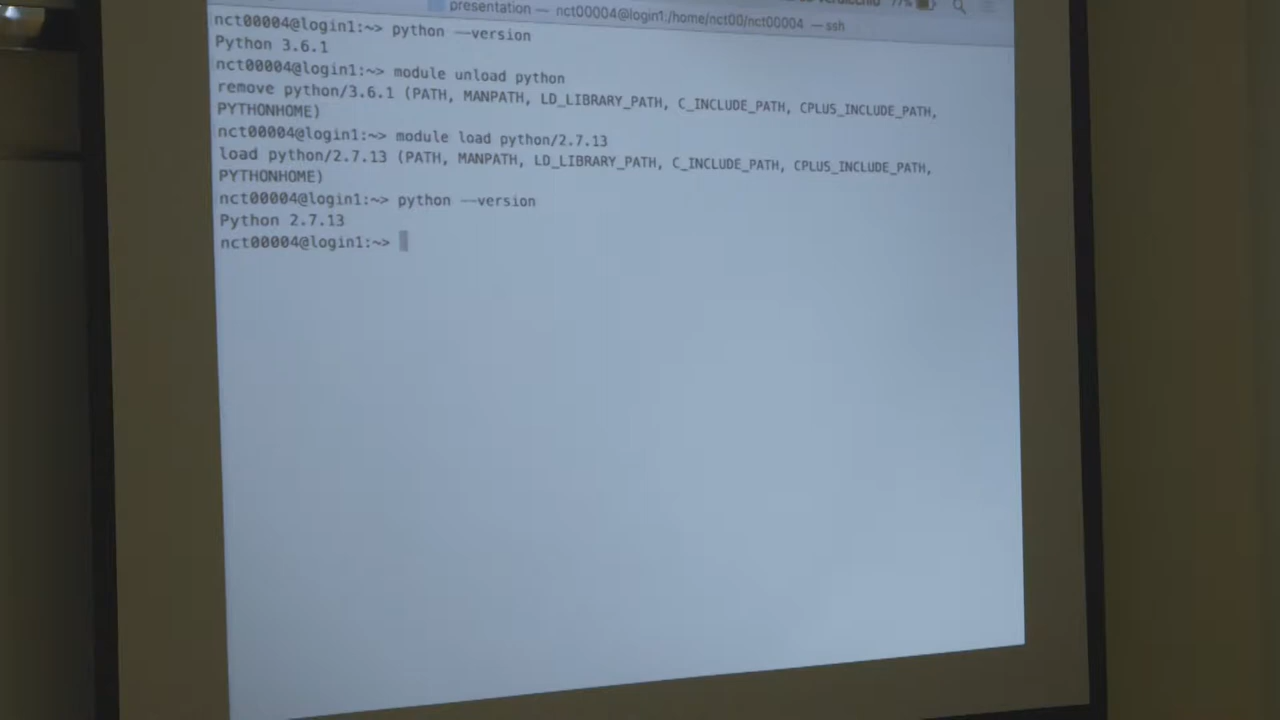 presentation — nct00004@login1:/home/nct00/nct00004 — ssh
77%
nct00004@login1:~> python --version
Python 3.6.1
nct00004@login1:~> module unload python
remove python/3.6.1 (PATH, MANPATH, LD_LIBRARY_PATH, C_INCLUDE_PATH, CPLUS_INCLUDE_PATH,
PYTHONHOME)
nct00004@login1:~> module load python/2.7.13
load python/2.7.13 (PATH, MANPATH, LD_LIBRARY_PATH, C_INCLUDE_PATH, CPLUS_INCLUDE_PATH,
PYTHONHOME)
nct00004@login1:~> python --version
Python 2.7.13
nct00004@login1:~>